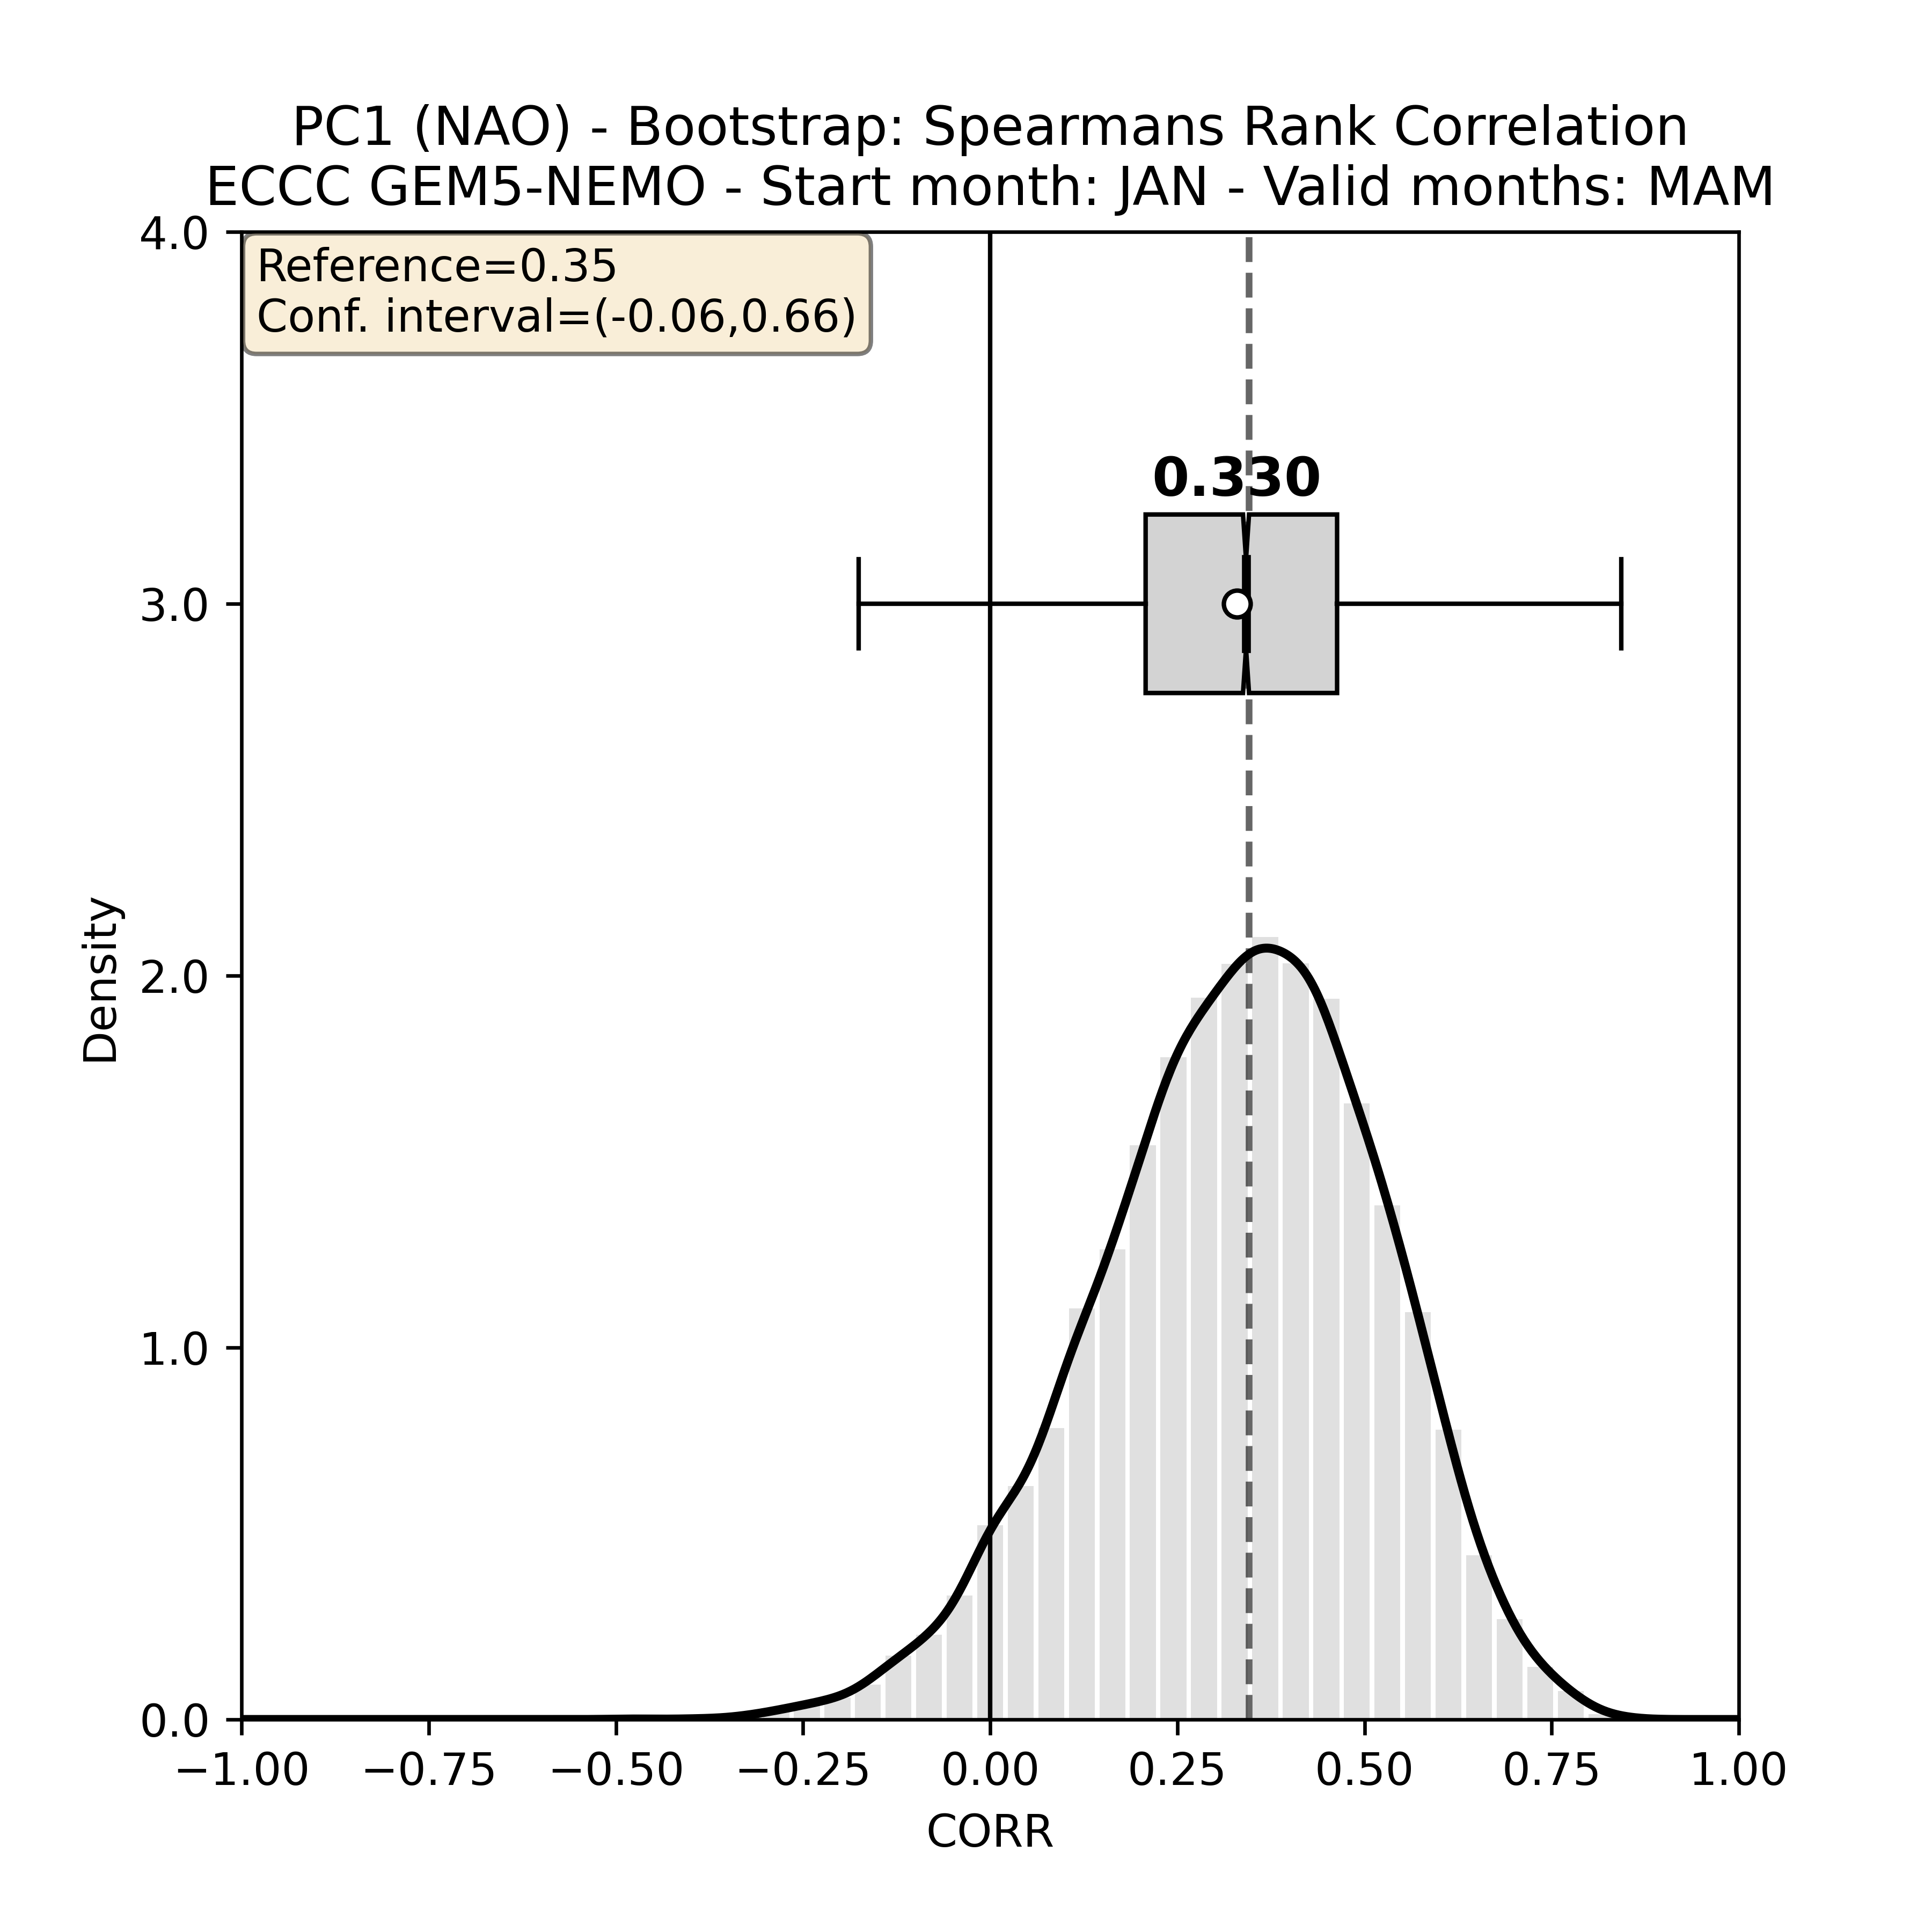 PC1 (NAO) - Bootstrap: Spearmans Rank Correlation
ECCC GEM5-NEMO - Start month: JAN - Valid months: MAM
4.0
Reference=0.35
Conf. interval=(-0.06,0.66)
0.330
3.0
Density
2.0
1.0
0.0
−1.00 −0.75 −0.50 −0.25 0.00 0.25 0.50 0.75 1.00
CORR